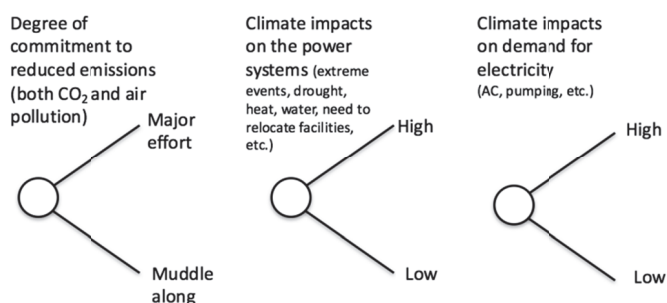 Degree of
commitment to
reduced emissions
(both CO₂ and air
pollution)
Major
effort
Muddle
along
Climate impacts
on the power
systems (extreme
events, drought,
heat, water, need to
relocate facilities,
etc.)
High
Low
Climate impacts
on demand for
electricity
(AC, pumping, etc.)
High
Low